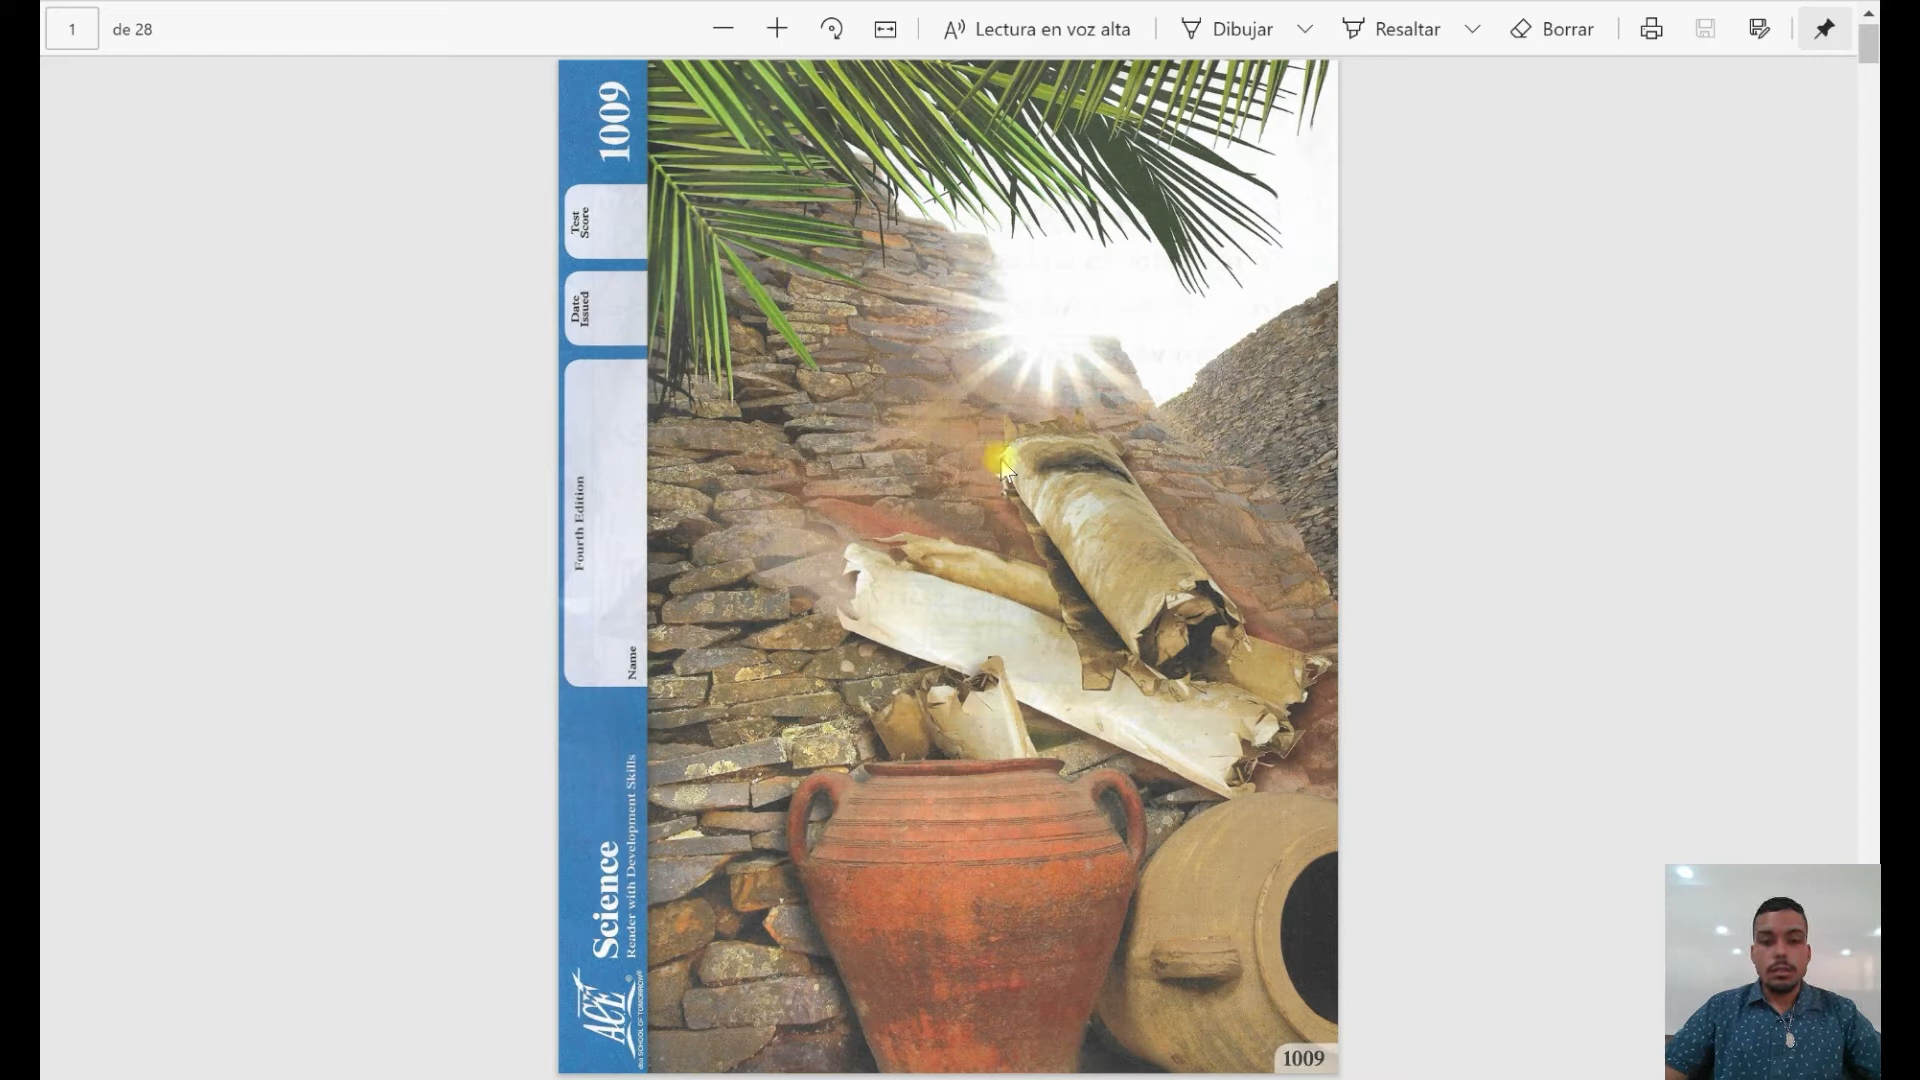 1
de 28
Lectura en voz alta
Dibujar
Resaltar
Borrar
1009
Test
Score
Date
Issued
Fourth Edition
Name
Science
Reader with Development Skills
ACE®
dba SCHOOL OF TOMORROW®
1009